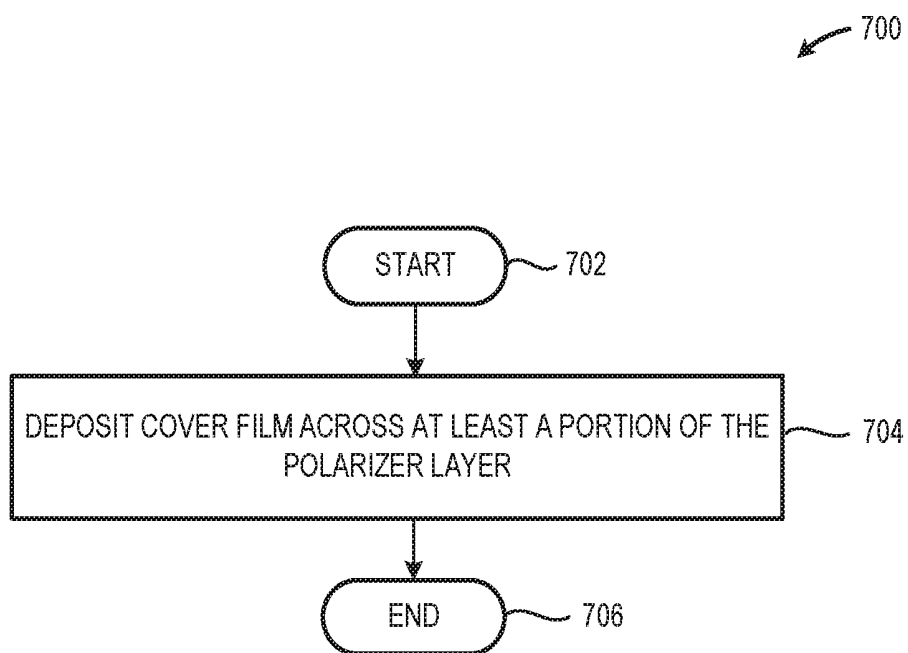 700
START
702
DEPOSIT COVER FILM ACROSS AT LEAST A PORTION OF THE
POLARIZER LAYER
704
END
706